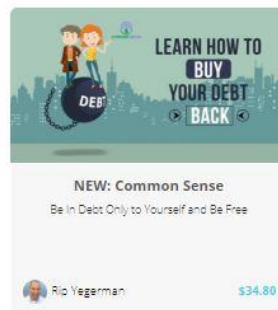 LEARN HOW TO
BUY
YOUR DEBT
BACK
DEBT
NEW: Common Sense
Be In Debt Only to Yourself and Be Free
Rip Yegerman
$34.80